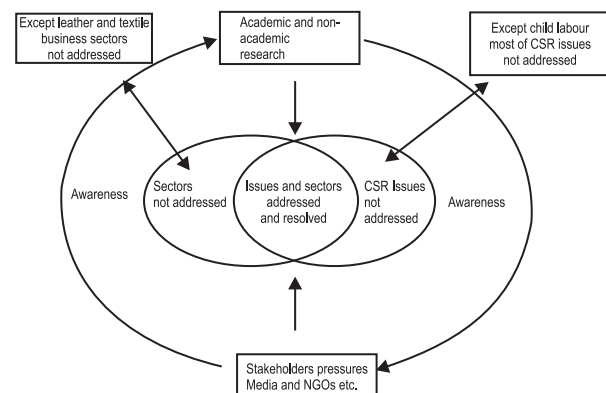 Except leather and textile
business sectors
not addressed
Academic and non-
academic
research
Except child labour
most of CSR issues
not addressed
Awareness
Sectors
not addressed
Issues and sectors
addressed
and resolved
CSR Issues
not
addressed
Awareness
Stakeholders pressures
Media and NGOs etc.